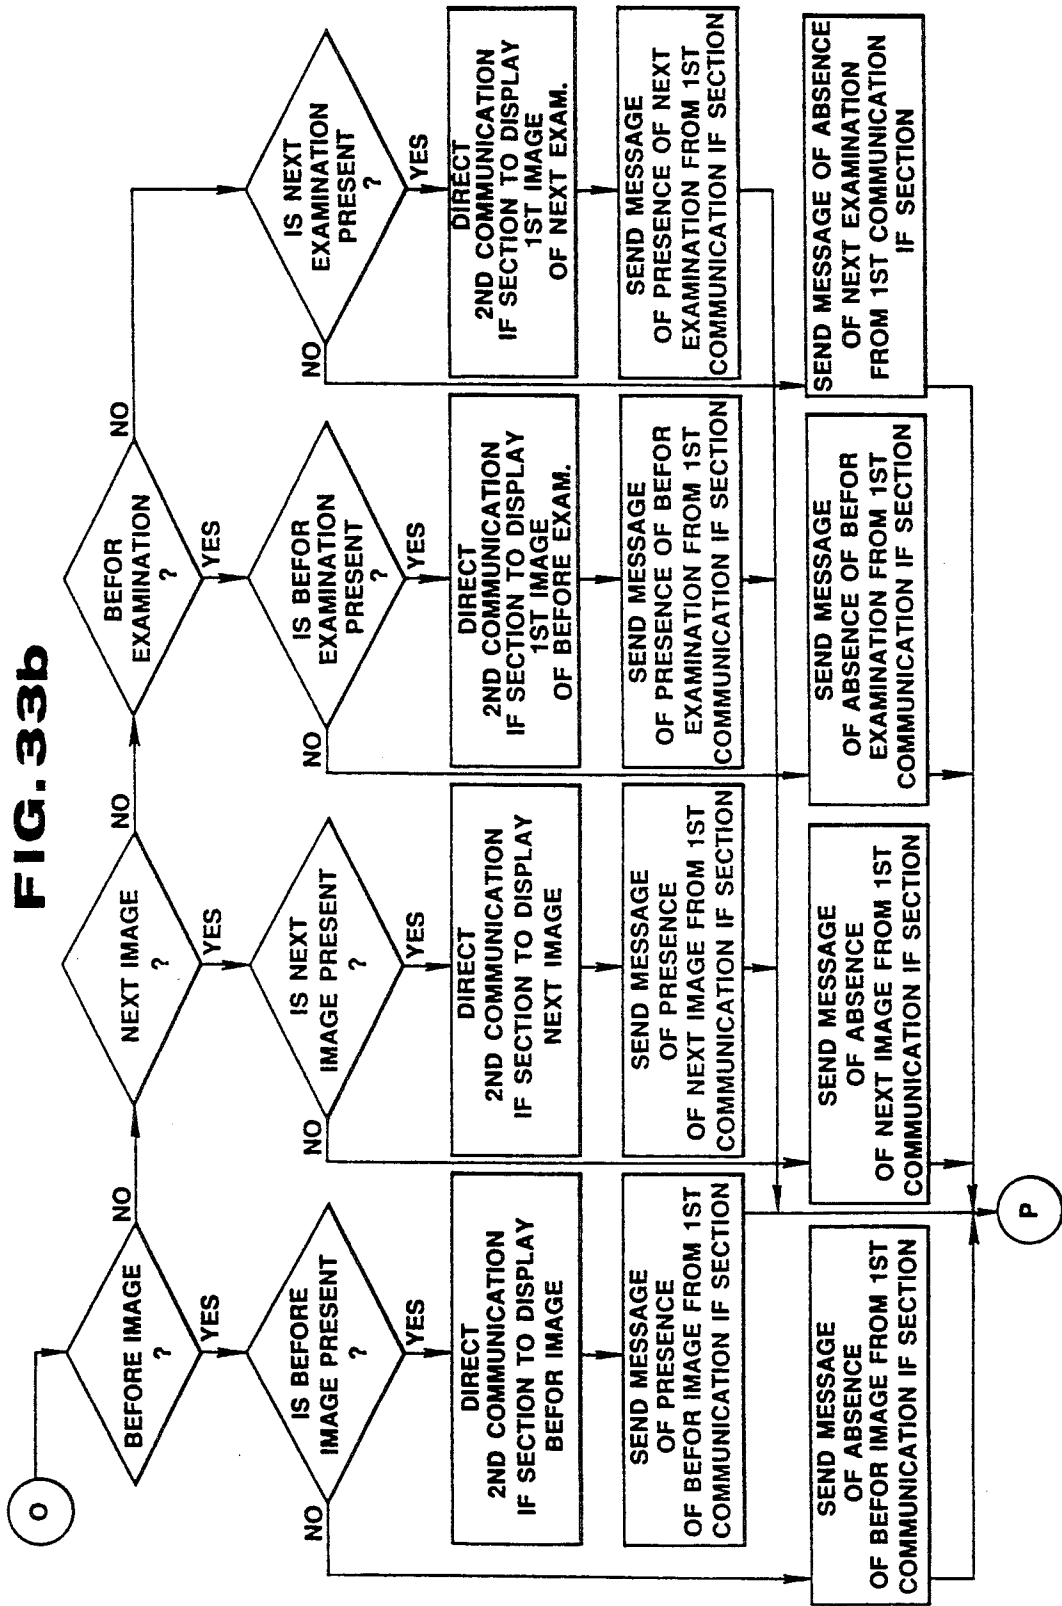 FIG.33b
O
BEFORE IMAGE
?
NO
YES
IS BEFORE
IMAGE PRESENT
?
NO
YES
DIRECT
2ND COMMUNICATION
IF SECTION TO DISPLAY
BEFOR IMAGE
SEND MESSAGE
OF PRESENCE
OF BEFOR IMAGE FROM 1ST
COMMUNICATION IF SECTION
SEND MESSAGE
OF ABSENCE
OF BEFOR IMAGE FROM 1ST
COMMUNICATION IF SECTION
NEXT IMAGE
?
NO
YES
IS NEXT
IMAGE PRESENT
?
NO
YES
DIRECT
2ND COMMUNICATION
IF SECTION TO DISPLAY
NEXT IMAGE
SEND MESSAGE
OF PRESENCE
OF NEXT IMAGE FROM 1ST
COMMUNICATION IF SECTION
SEND MESSAGE
OF ABSENCE
OF NEXT IMAGE FROM 1ST
COMMUNICATION IF SECTION
BEFOR
EXAMINATION
?
NO
YES
IS BEFOR
EXAMINATION
PRESENT
?
NO
YES
DIRECT
2ND COMMUNICATION
IF SECTION TO DISPLAY
1ST IMAGE
OF BEFORE EXAM.
SEND MESSAGE
OF PRESENCE OF BEFOR
EXAMINATION FROM 1ST
COMMUNICATION IF SECTION
SEND MESSAGE
OF ABSENCE OF BEFOR
EXAMINATION FROM 1ST
COMMUNICATION IF SECTION
IS NEXT
EXAMINATION
PRESENT
?
NO
YES
DIRECT
2ND COMMUNICATION
IF SECTION TO DISPLAY
1ST IMAGE
OF NEXT EXAM.
SEND MESSAGE
OF PRESENCE OF NEXT
EXAMINATION FROM 1ST
COMMUNICATION IF SECTION
SEND MESSAGE OF ABSENCE
OF NEXT EXAMINATION
FROM 1ST COMMUNICATION
IF SECTION
P